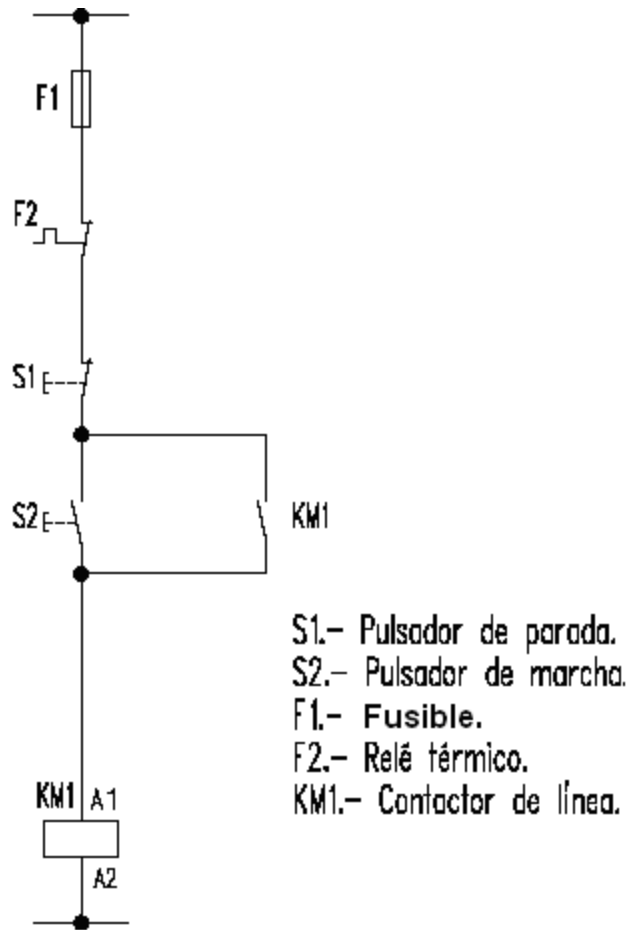 F1
F2
S1
S2
KM1
S1.- Pulsador de parada.
S2.- Pulsador de marcha.
F1.- Fusible.
F2.- Relé térmico.
KM1.- Contactor de línea.
KM1 A1
A2